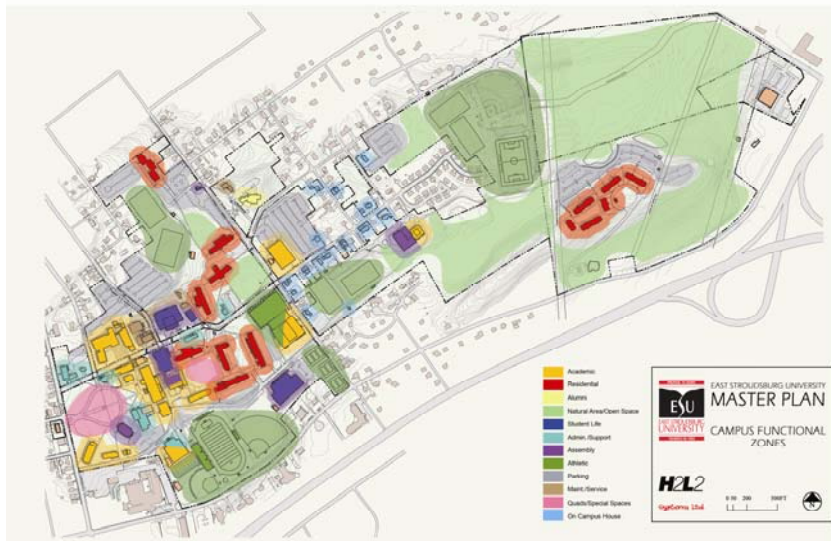 Academic
Residential
Alumni
Natural Area/Open Space
Student Life
Admin./Support
Assembly
Athletic
Parking
Maint./Service
Quads/Special Spaces
On Campus House
ESU
EAST STROUDSBURG
UNIVERSITY
EAST STROUDSBURG UNIVERSITY
MASTER PLAN
CAMPUS FUNCTIONAL
ZONES
H2L2
0 50 200 500FT
N